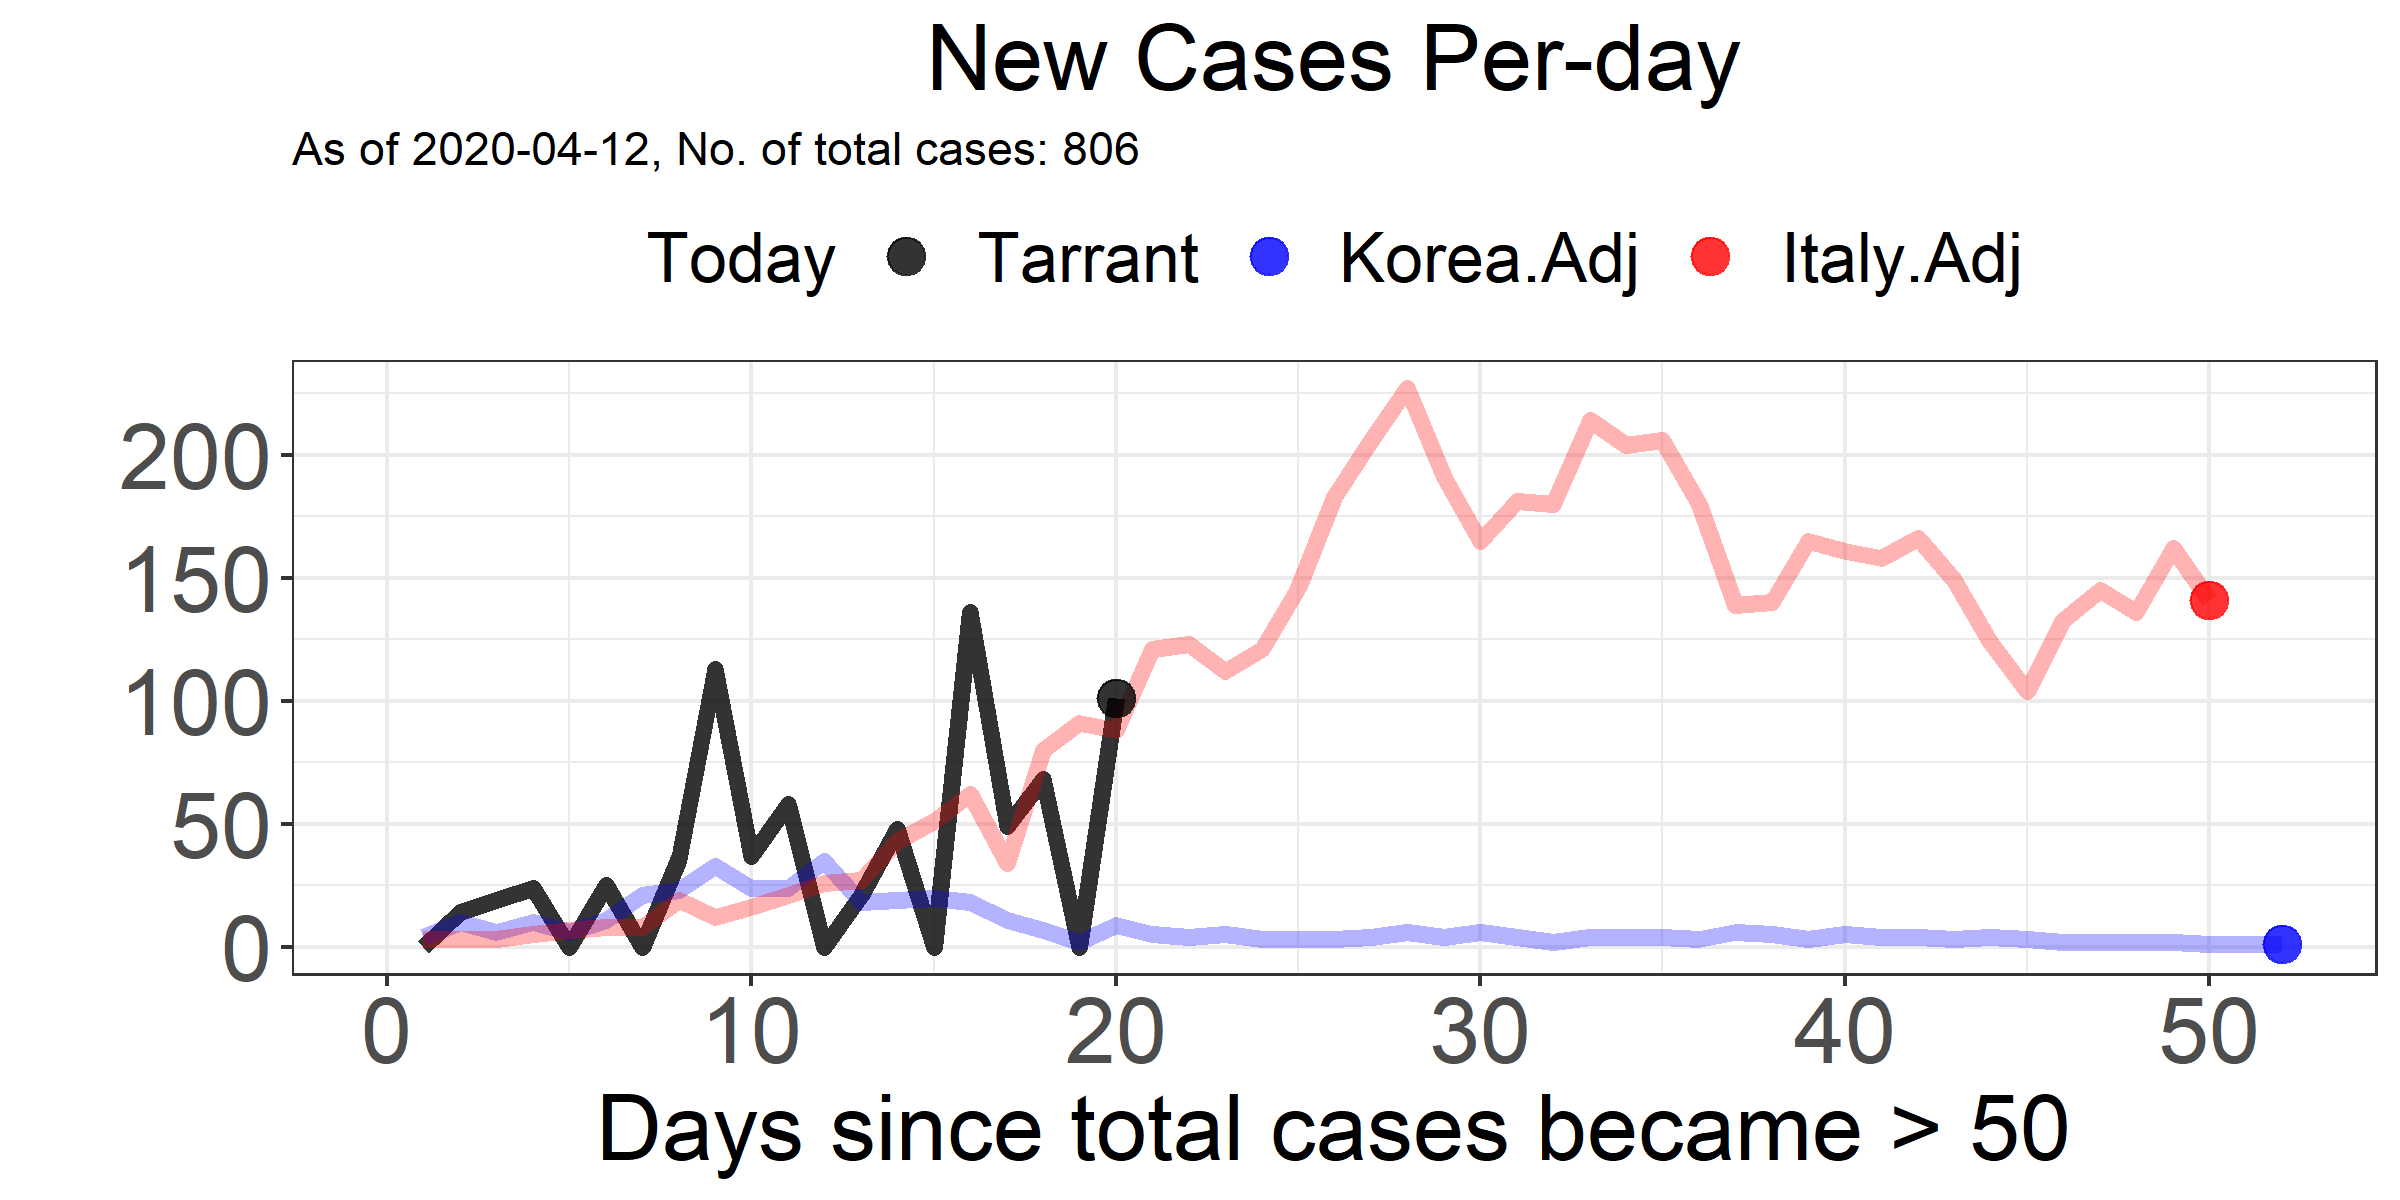 New Cases Per-day
As of 2020-04-12, No. of total cases: 806
Today Tarrant Korea.Adj Italy.Adj
200
150
100
50
0
0 10 20 30 40 50
Days since total cases became > 50